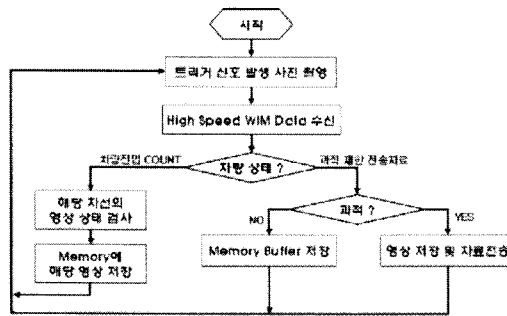 시작
트리거 신호 발생 사진 촬영
High Speed WIM Data 수신
차량진입 COUNT
차량 상태 ?
과적 제한 전송자료
해당 차선의
영상 상태 검사
과적 ?
NO
YES
Memory에
해당 영상 저장
Memory Buffer 저장
영상 저장 및 자료전송